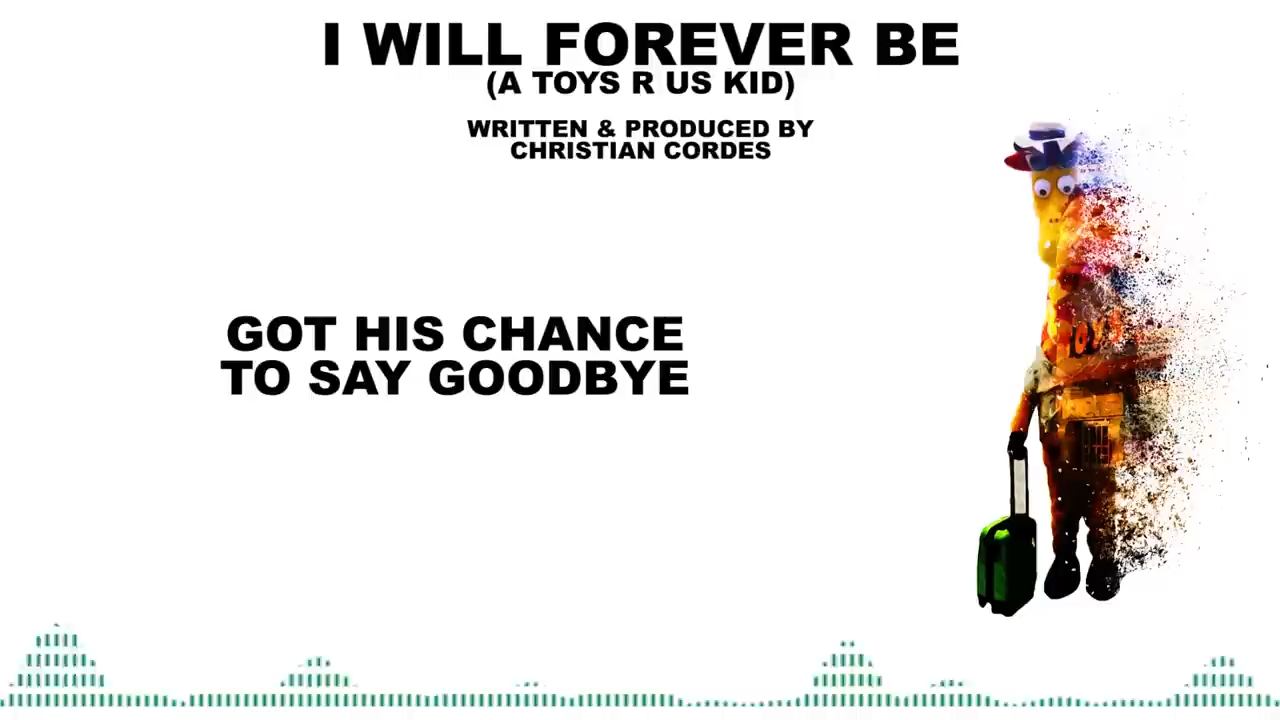 I WILL FOREVER BE
(A TOYS R US KID)
WRITTEN & PRODUCED BY
CHRISTIAN CORDES
GOT HIS CHANCE
TO SAY GOODBYE